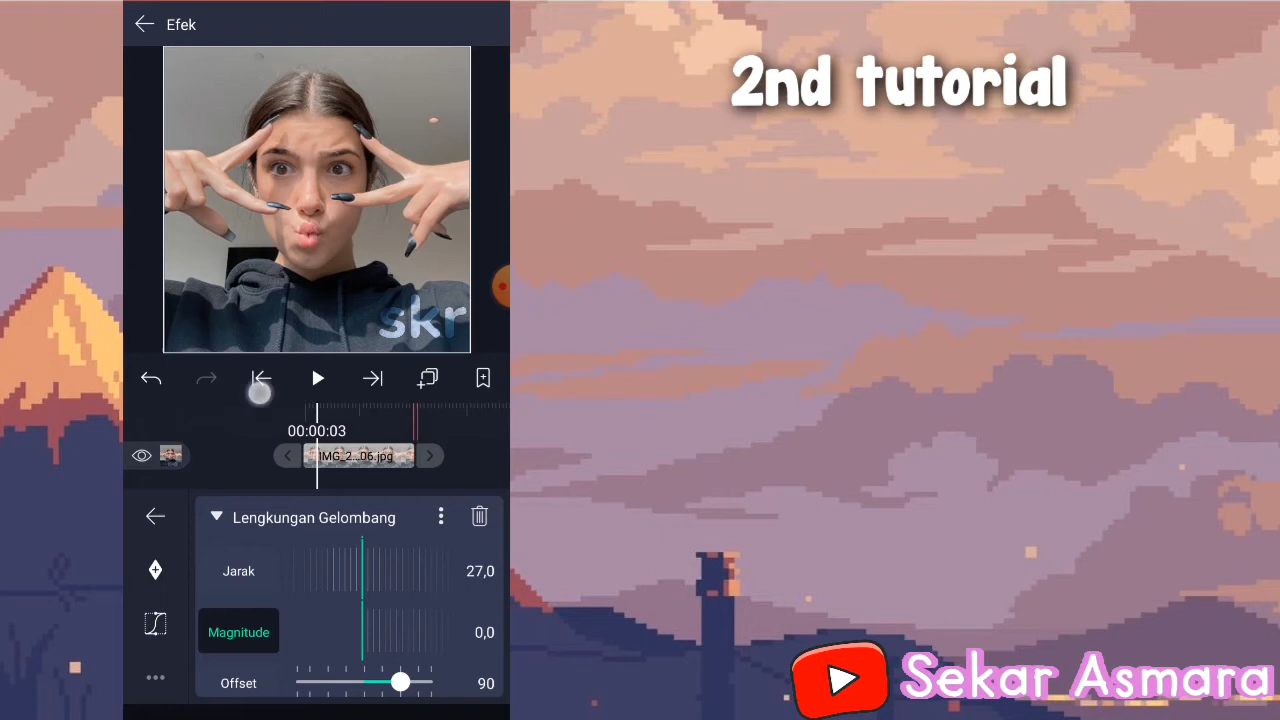 Efek
2nd tutorial
skr
00:00:03
IMG_2...06.jpg
Lengkungan Gelombang
Jarak
27,0
Magnitude
0,0
Offset
90
Sekar Asmara